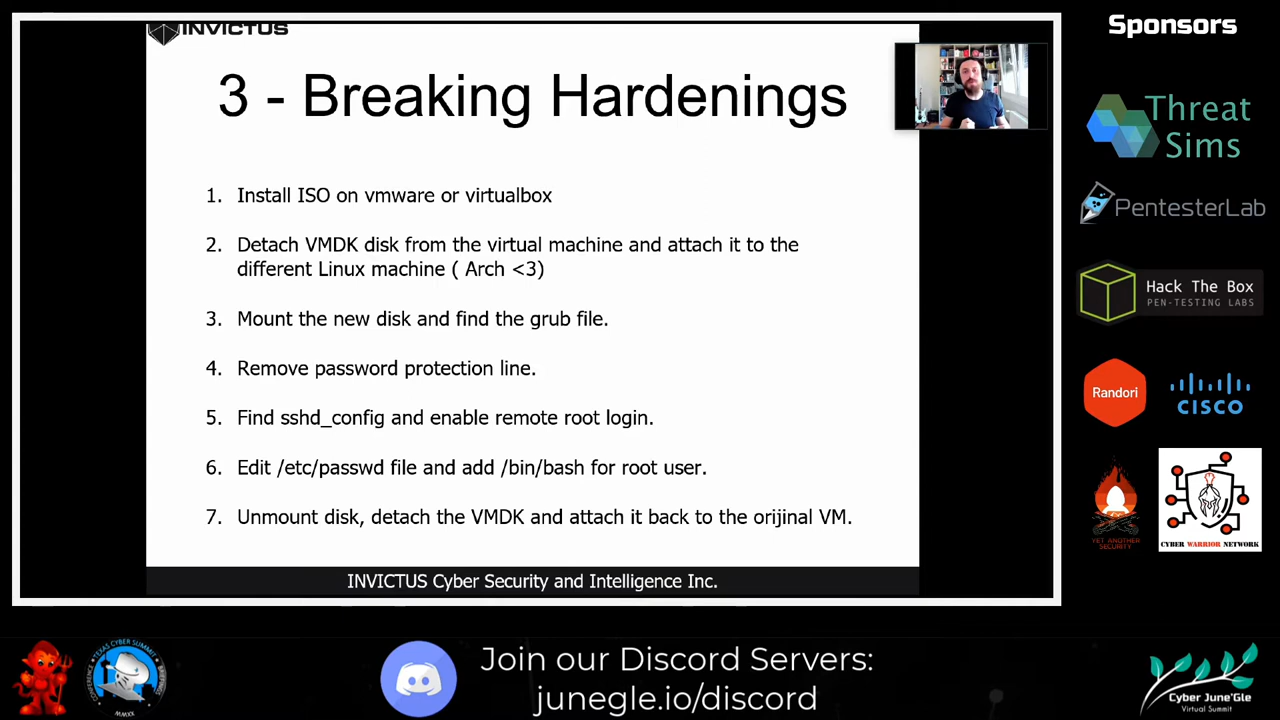 INVICTUS
3 - Breaking Hardenings
1. Install ISO on vmware or virtualbox
2. Detach VMDK disk from the virtual machine and attach it to the
different Linux machine ( Arch <3)
3. Mount the new disk and find the grub file.
4. Remove password protection line.
5. Find sshd_config and enable remote root login.
6. Edit /etc/passwd file and add /bin/bash for root user.
7. Unmount disk, detach the VMDK and attach it back to the orijinal VM.
INVICTUS Cyber Security and Intelligence Inc.
Sponsors
Threat
Sims
PentesterLab
Hack The Box
PEN-TESTING LABS
Randori
CISCO
YET ANOTHER
SECURITY
CYBER WARRIOR NETWORK
TEXAS CYBER SUMMIT
CONFERENCE
MMXX
Join our Discord Servers:
junegle.io/discord
Cyber June'Gle
Virtual Summit